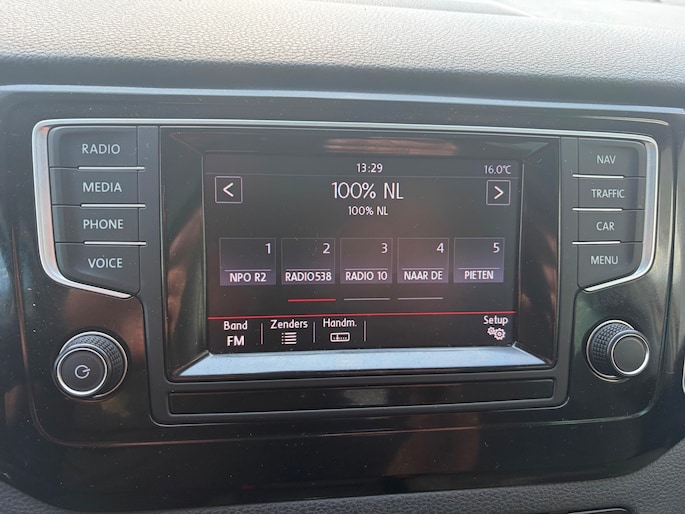 RADIO
MEDIA
PHONE
VOICE
13:29 16.0°C
< 100% NL >
100% NL
1 2 3 4 5
NPO R2 RADIO538 RADIO 10 NAAR DE PIETEN
Band Zenders Handm. Setup
FM
NAV
TRAFFIC
CAR
MENU